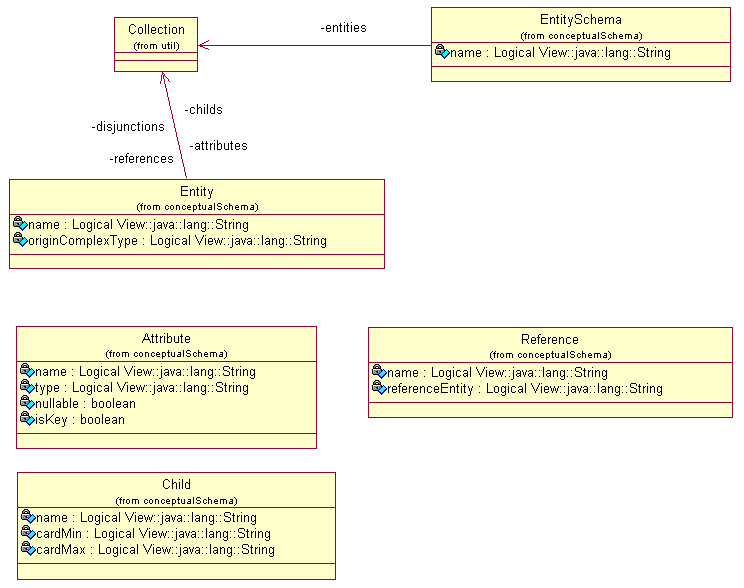 Collection
(from util)
-entities
EntitySchema
(from conceptualSchema)
name : Logical View::java::lang::String
-childs
-disjunctions
-attributes
-references
Entity
(from conceptualSchema)
name : Logical View::java::lang::String
originComplexType : Logical View::java::lang::String
Attribute
(from conceptualSchema)
name : Logical View::java::lang::String
type : Logical View::java::lang::String
nullable : boolean
isKey : boolean
Reference
(from conceptualSchema)
name : Logical View::java::lang::String
referenceEntity : Logical View::java::lang::String
Child
(from conceptualSchema)
name : Logical View::java::lang::String
cardMin : Logical View::java::lang::String
cardMax : Logical View::java::lang::String